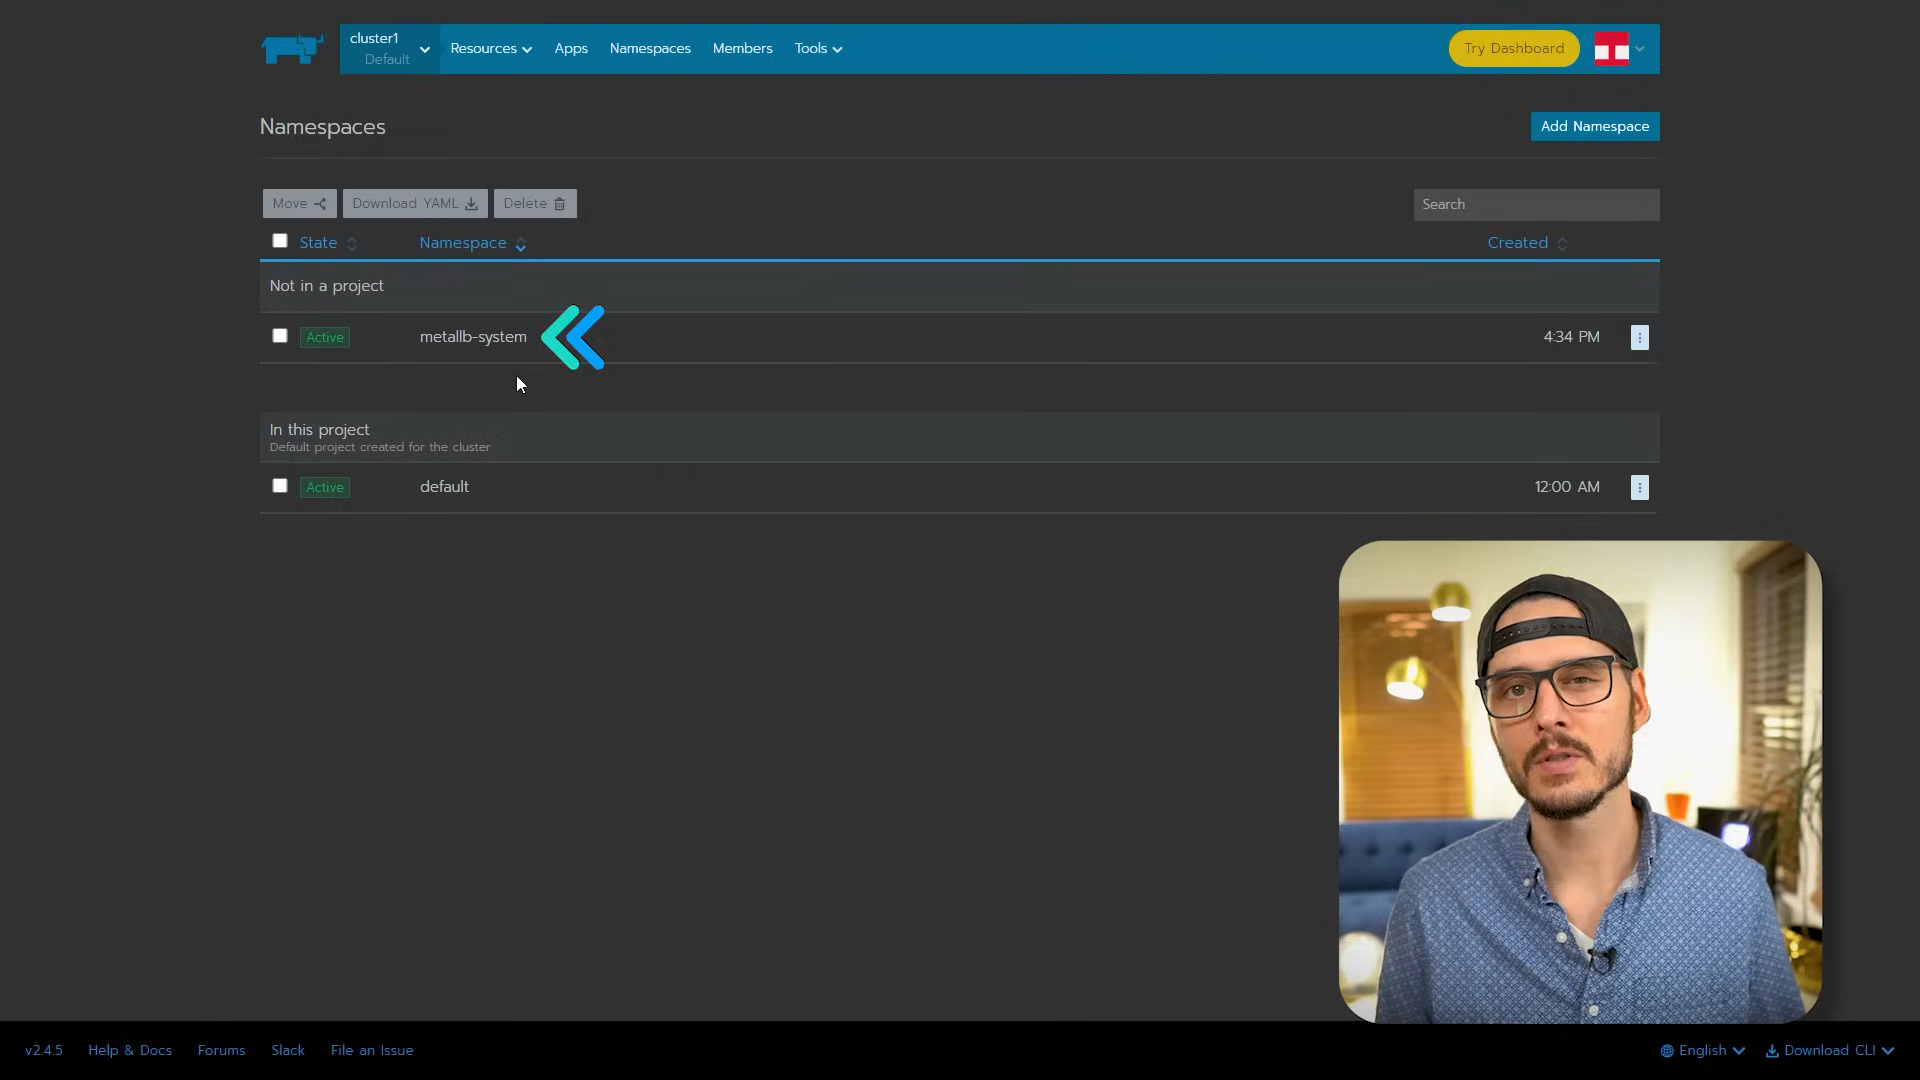 cluster1
Default
Resources
Apps
Namespaces
Members
Tools
Try Dashboard
Namespaces
Add Namespace
Move
Download YAML
Delete
Search
State
Namespace
Created
Not in a project
Active
metallb-system
4:34 PM
In this project
Default project created for the cluster
Active
default
12:00 AM
v2.4.5
Help & Docs
Forums
Slack
File an Issue
English
Download CLI